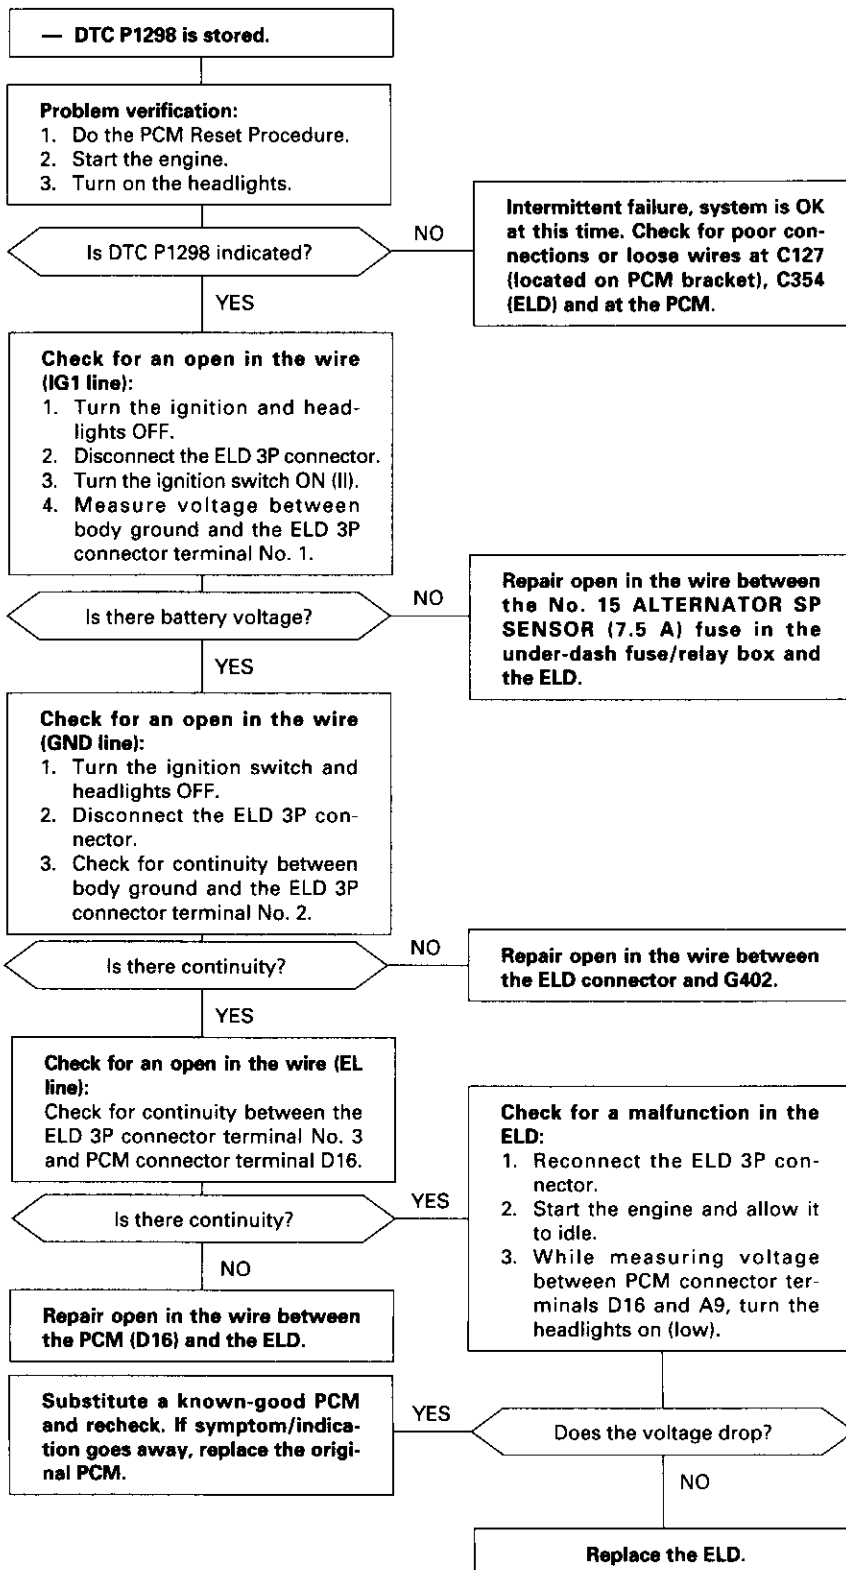 — DTC P1298 is stored.
Problem verification:
1. Do the PCM Reset Procedure.
2. Start the engine.
3. Turn on the headlights.
Is DTC P1298 indicated?
NO
Intermittent failure, system is OK
at this time. Check for poor con-
nections or loose wires at C127
(located on PCM bracket), C354
(ELD) and at the PCM.
YES
Check for an open in the wire
(IG1 line):
1. Turn the ignition and head-
lights OFF.
2. Disconnect the ELD 3P connector.
3. Turn the ignition switch ON (II).
4. Measure voltage between
body ground and the ELD 3P
connector terminal No. 1.
Is there battery voltage?
NO
Repair open in the wire between
the No. 15 ALTERNATOR SP
SENSOR (7.5 A) fuse in the
under-dash fuse/relay box and
the ELD.
YES
Check for an open in the wire
(GND line):
1. Turn the ignition switch and
headlights OFF.
2. Disconnect the ELD 3P con-
nector.
3. Check for continuity between
body ground and the ELD 3P
connector terminal No. 2.
Is there continuity?
NO
Repair open in the wire between
the ELD connector and G402.
YES
Check for an open in the wire (EL
line):
Check for continuity between the
ELD 3P connector terminal No. 3
and PCM connector terminal D16.
Is there continuity?
YES
Check for a malfunction in the
ELD:
1. Reconnect the ELD 3P con-
nector.
2. Start the engine and allow it
to idle.
3. While measuring voltage
between PCM connector ter-
minals D16 and A9, turn the
headlights on (low).
NO
Repair open in the wire between
the PCM (D16) and the ELD.
Does the voltage drop?
YES
Substitute a known-good PCM
and recheck. If symptom/indica-
tion goes away, replace the origi-
nal PCM.
NO
Replace the ELD.